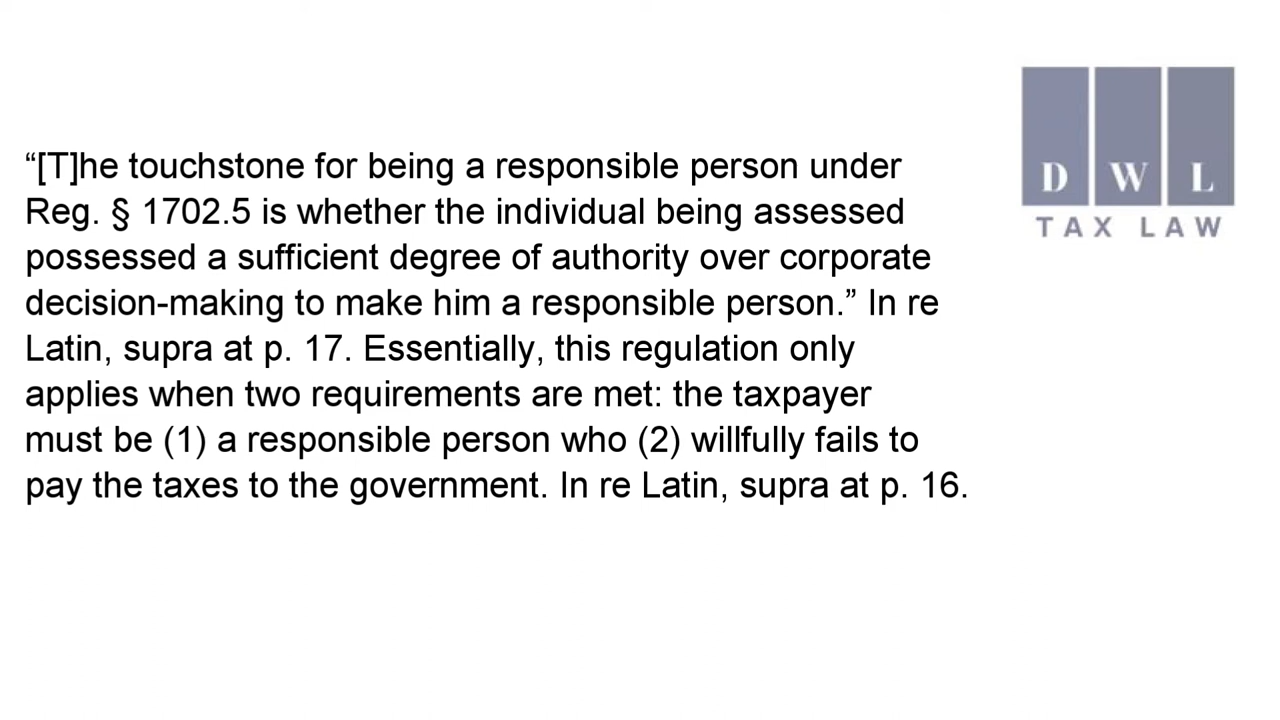 “[T]he touchstone for being a responsible person under
Reg. § 1702.5 is whether the individual being assessed
possessed a sufficient degree of authority over corporate
decision-making to make him a responsible person.” In re
Latin, supra at p. 17. Essentially, this regulation only
applies when two requirements are met: the taxpayer
must be (1) a responsible person who (2) willfully fails to
pay the taxes to the government. In re Latin, supra at p. 16.
D W L
TAX LAW